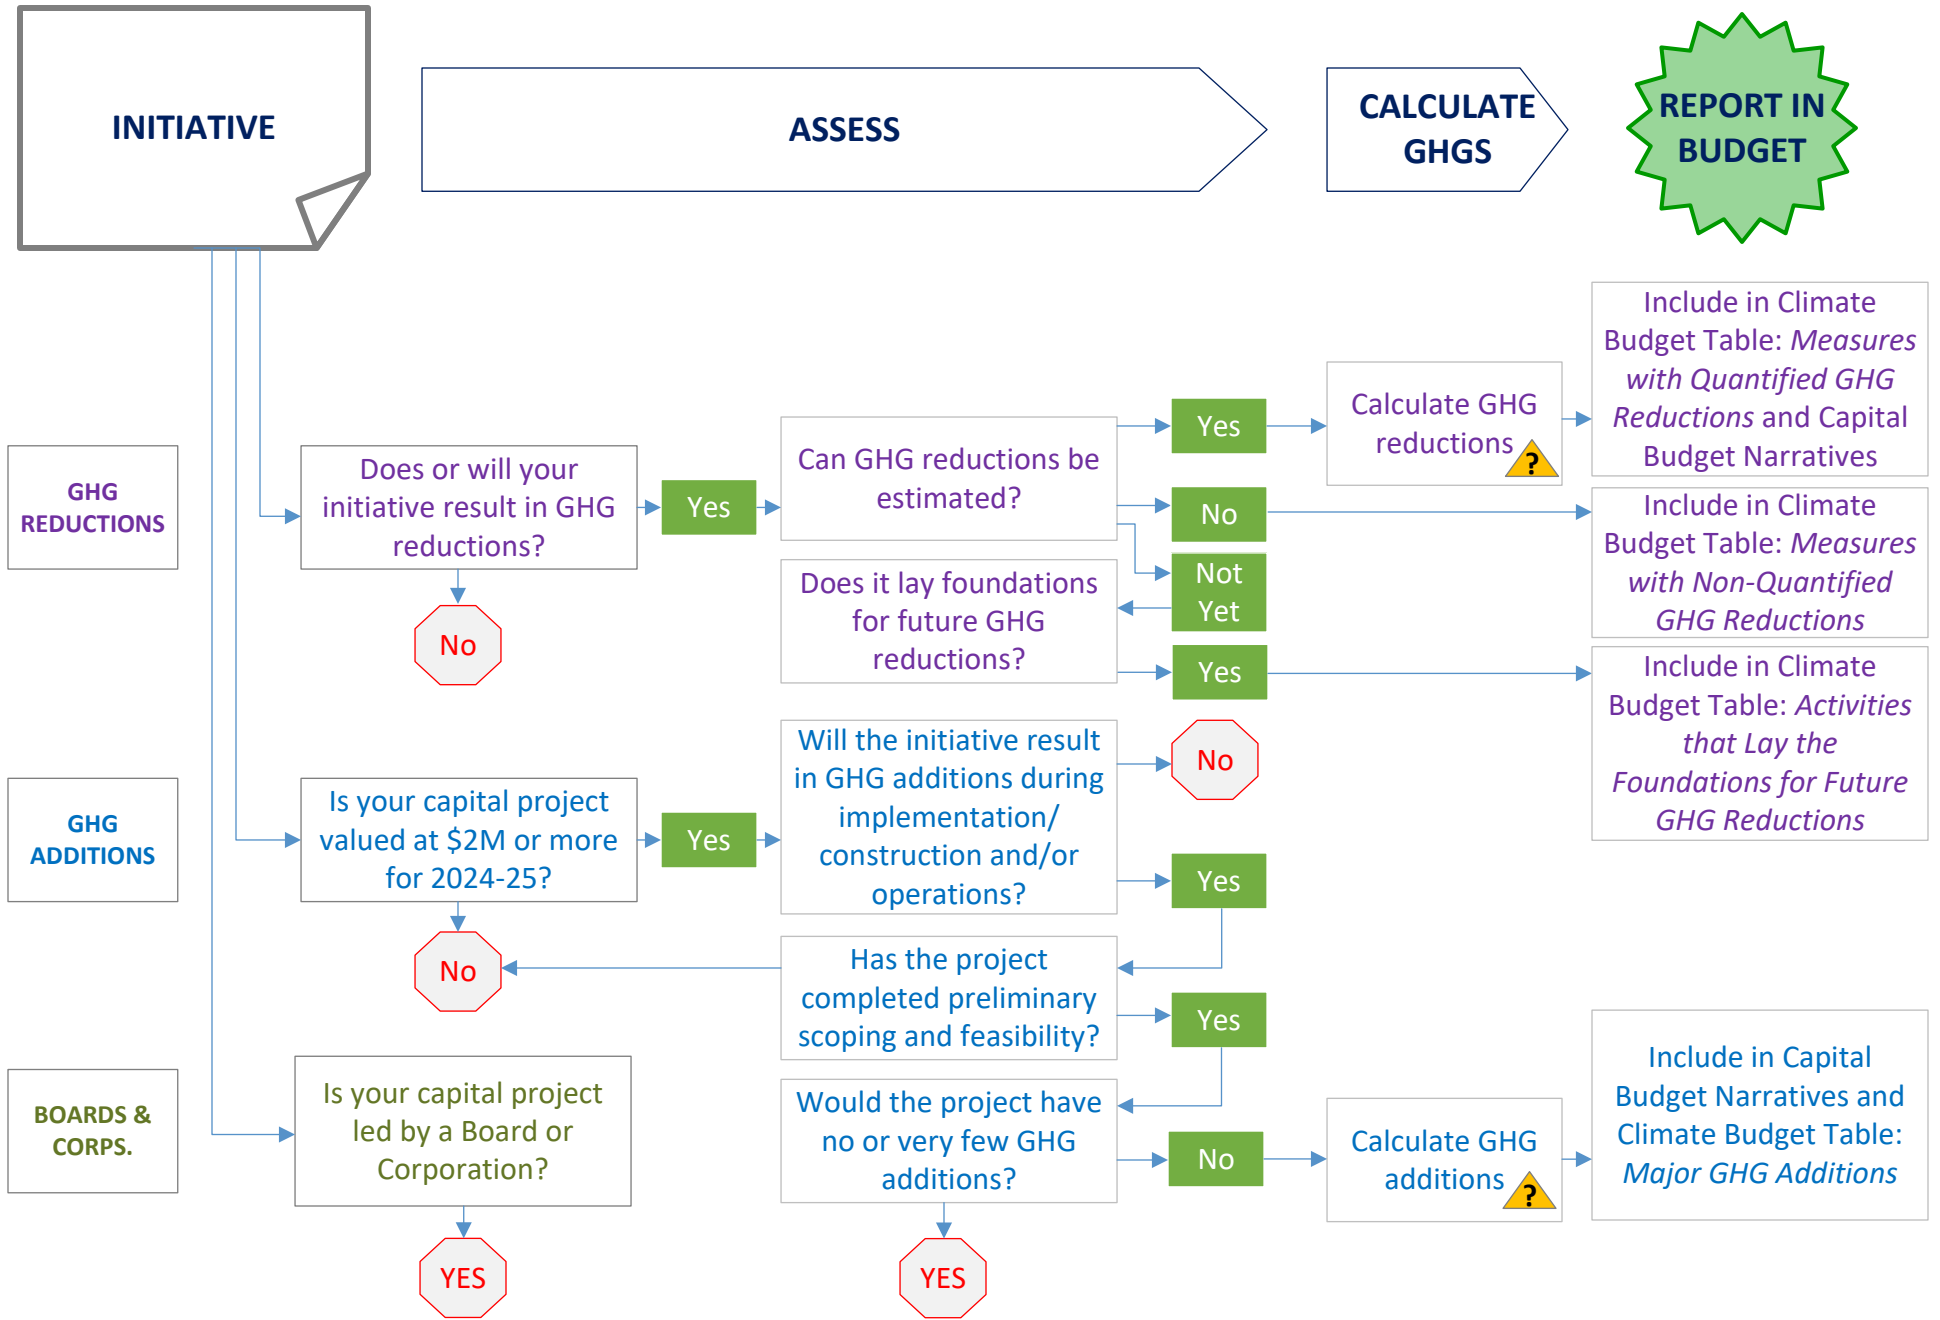 INITIATIVE
ASSESS
CALCULATE
GHGS
REPORT IN
BUDGET
GHG
REDUCTIONS
Does or will your
initiative result in GHG
reductions?
Yes
No
Can GHG reductions be
estimated?
Yes
Calculate GHG
reductions
?
Include in Climate
Budget Table: Measures
with Quantified GHG
Reductions and Capital
Budget Narratives
No
Include in Climate
Budget Table: Measures
with Non-Quantified
GHG Reductions
Not
Yet
Does it lay foundations
for future GHG
reductions?
Yes
Include in Climate
Budget Table: Activities
that Lay the
Foundations for Future
GHG Reductions
GHG
ADDITIONS
Is your capital project
valued at $2M or more
for 2024-25?
Yes
No
Will the initiative result
in GHG additions during
implementation/
construction and/or
operations?
No
Yes
Has the project
completed preliminary
scoping and feasibility?
Yes
Would the project have
no or very few GHG
additions?
No
YES
Calculate GHG
additions
?
Include in Capital
Budget Narratives and
Climate Budget Table:
Major GHG Additions
BOARDS &
CORPS.
Is your capital project
led by a Board or
Corporation?
YES